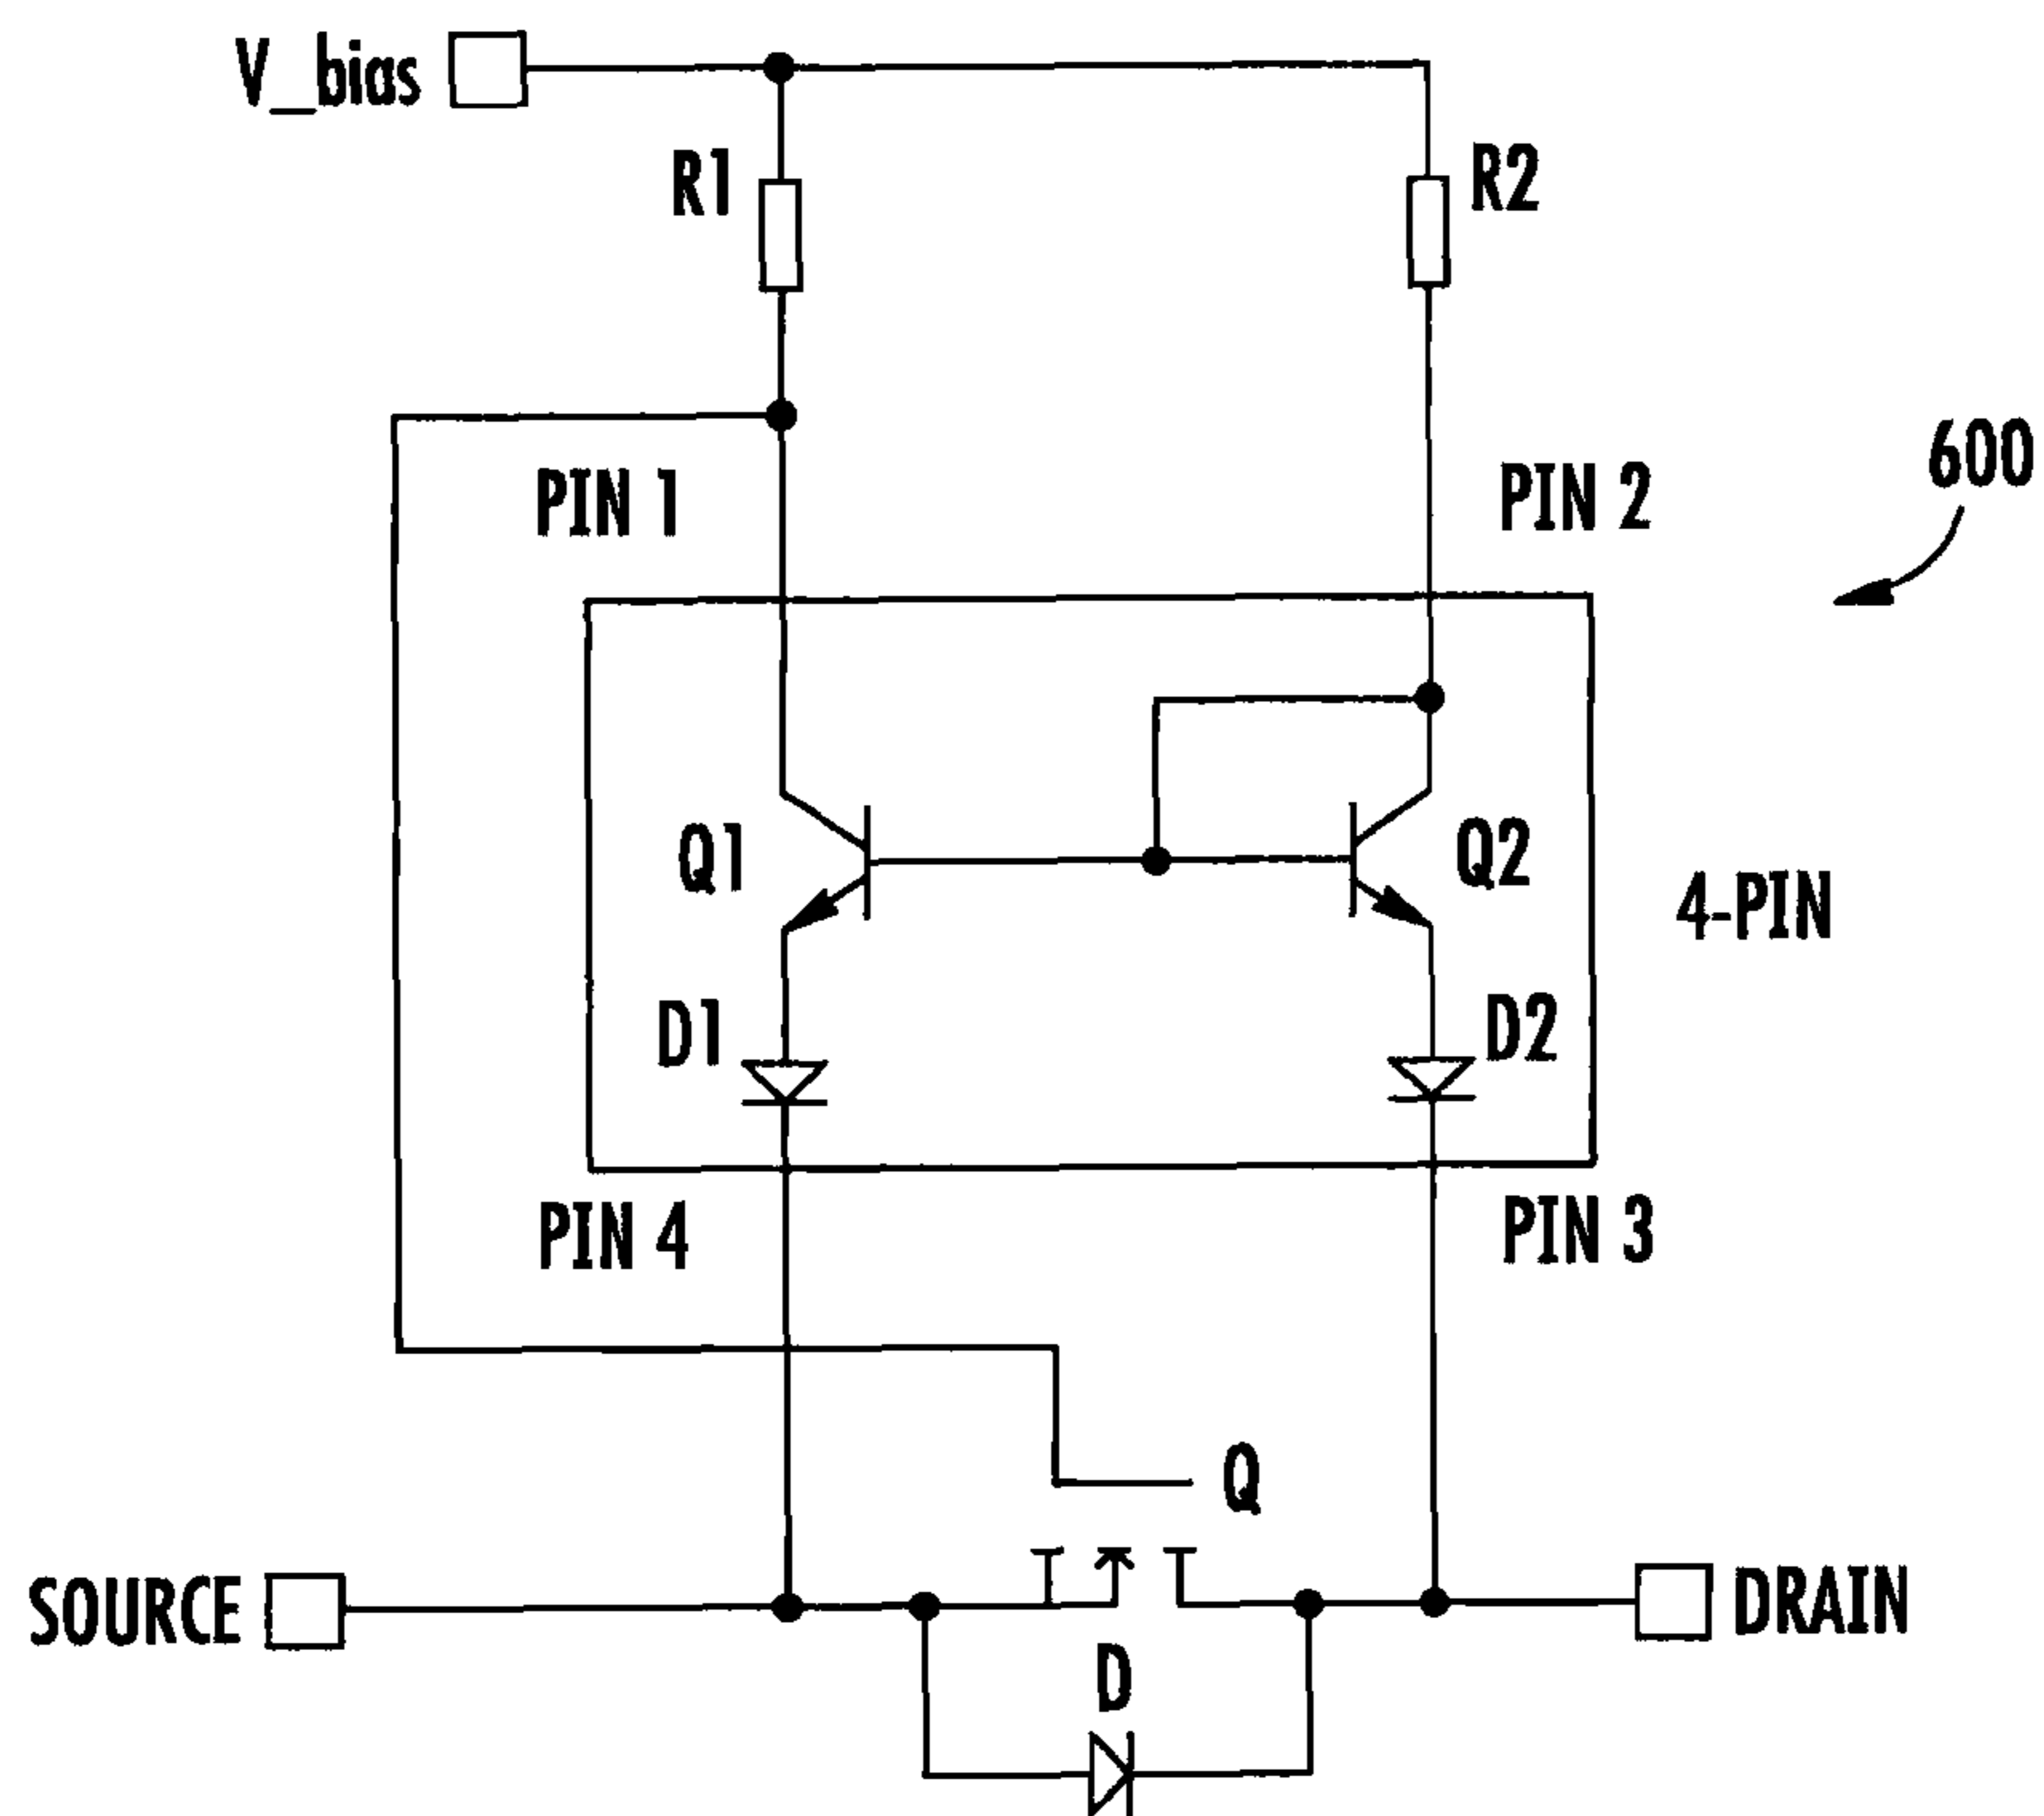 V_bias
R1
R2
PIN 1
PIN 2
600
Q1
Q2
4-PIN
D1
D2
PIN 4
PIN 3
Q
SOURCE
DRAIN
D